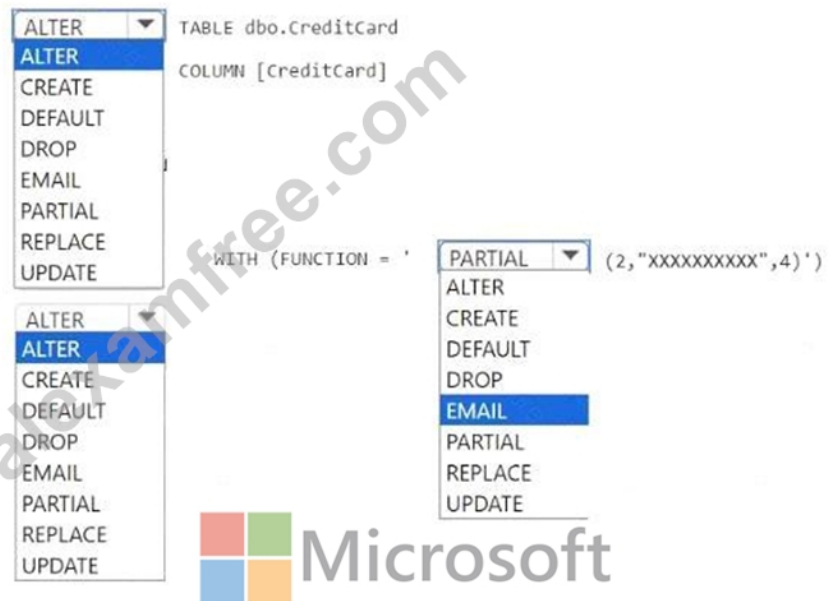 ALTER TABLE dbo.CreditCard
ALTER
CREATE
DEFAULT
DROP
EMAIL
PARTIAL
REPLACE
UPDATE
COLUMN [CreditCard]
WITH (FUNCTION = ' PARTIAL (2,"XXXXXXXXXX",4)')
ALTER
CREATE
DEFAULT
DROP
EMAIL
PARTIAL
REPLACE
UPDATE
ALTER
ALTER
CREATE
DEFAULT
DROP
EMAIL
PARTIAL
REPLACE
UPDATE
alexamfree.com
Microsoft